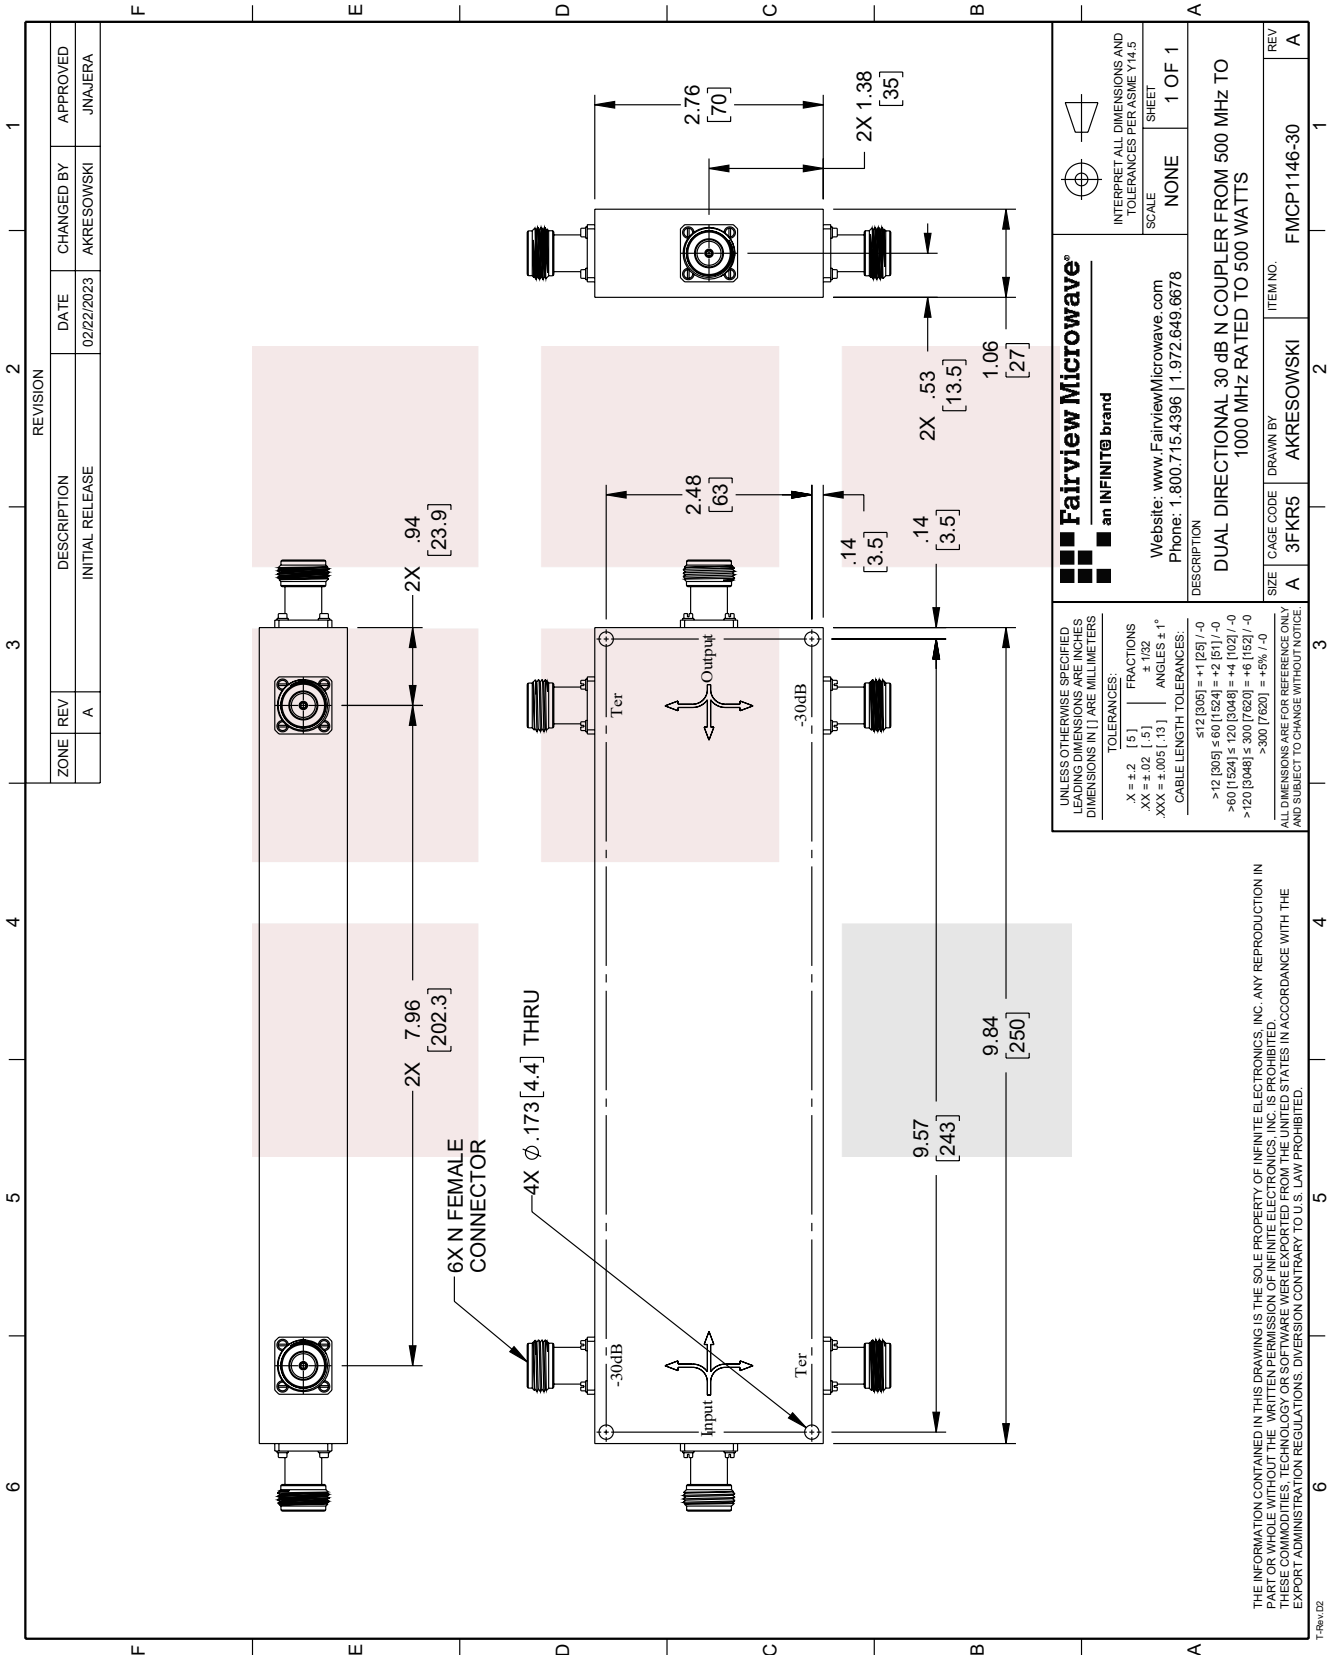 REVISION
ZONE REV DESCRIPTION DATE CHANGED BY APPROVED
A INITIAL RELEASE 02/22/2023 AKRESOWSKI JNAJERA
6 5 4 3 2 1
F
E
D
C
B
A
F
E
D
C
B
A
2X 7.96
[202.3]
2X .94
[23.9]
6X N FEMALE
CONNECTOR
4X Ø .173 [4.4] THRU
-30dB
Ter
Input
Output
Ter
-30dB
2.48
[63]
.14
[3.5]
.14
[3.5]
9.57
[243]
9.84
[250]
2.76
[70]
2X 1.38
[35]
2X .53
[13.5]
1.06
[27]
UNLESS OTHERWISE SPECIFIED
LEADING DIMENSIONS ARE INCHES
DIMENSIONS IN [ ] ARE MILLIMETERS
TOLERANCES:
.X = ±.2 [5] FRACTIONS
.XX = ±.02 [.5] ± 1/32
.XXX = ±.005 [.13] ANGLES ± 1°
CABLE LENGTH TOLERANCES:
≤12 [305] = +1 [25] / -0
>12 [305] ≤ 60 [1524] = +2 [51] / -0
>60 [1524] ≤ 120 [3048] = +4 [102] / -0
>120 [3048] ≤ 300 [7620] = +6 [152] / -0
>300 [7620] = +5% / -0
ALL DIMENSIONS ARE FOR REFERENCE ONLY
AND SUBJECT TO CHANGE WITHOUT NOTICE.
Fairview Microwave®
an INFINIT℮ brand
Website: www.FairviewMicrowave.com
Phone: 1.800.715.4396 | 1.972.649.6678
INTERPRET ALL DIMENSIONS AND
TOLERANCES PER ASME Y14.5
SCALE SHEET
NONE 1 OF 1
DESCRIPTION
DUAL DIRECTIONAL 30 dB N COUPLER FROM 500 MHz TO
1000 MHz RATED TO 500 WATTS
SIZE CAGE CODE DRAWN BY ITEM NO. REV
A 3FKR5 AKRESOWSKI FMCP1146-30 A
THE INFORMATION CONTAINED IN THIS DRAWING IS THE SOLE PROPERTY OF INFINITE ELECTRONICS, INC. ANY REPRODUCTION IN
PART OR WHOLE WITHOUT THE WRITTEN PERMISSION OF INFINITE ELECTRONICS, INC. IS PROHIBITED.
THESE COMMODITIES, TECHNOLOGY OR SOFTWARE WERE EXPORTED FROM THE UNITED STATES IN ACCORDANCE WITH THE
EXPORT ADMINISTRATION REGULATIONS. DIVERSION CONTRARY TO U.S. LAW PROHIBITED.
6 5 4 3 2 1
T-Rev.D2